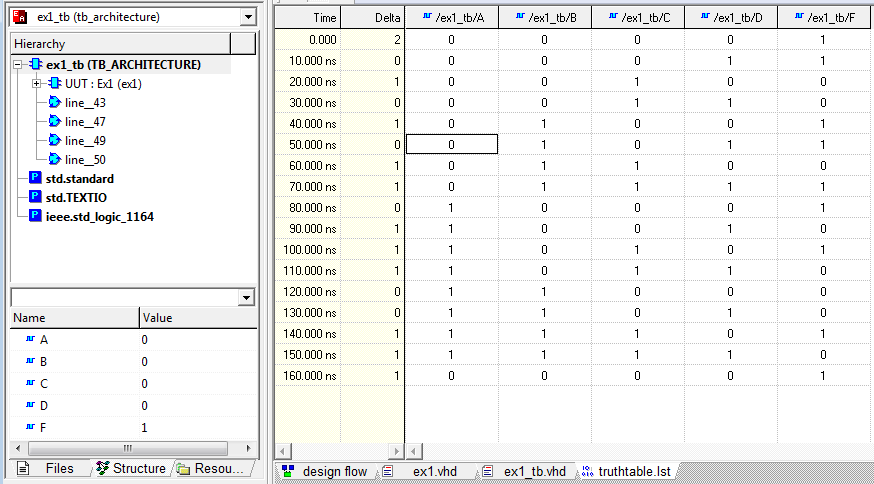 ex1_tb (tb_architecture)
Hierarchy
ex1_tb (TB_ARCHITECTURE)
UUT : Ex1 (ex1)
line__43
line__47
line__49
line__50
std.standard
std.TEXTIO
ieee.std_logic_1164
Name Value
A 0
B 0
C 0
D 0
F 1
Files Structure Resou...
Time Delta /ex1_tb/A /ex1_tb/B /ex1_tb/C /ex1_tb/D /ex1_tb/F
0.000 2 0 0 0 0 1
10.000 ns 0 0 0 0 1 1
20.000 ns 1 0 0 1 0 0
30.000 ns 0 0 0 1 1 0
40.000 ns 1 0 1 0 0 1
50.000 ns 0 0 1 0 1 1
60.000 ns 1 0 1 1 0 0
70.000 ns 1 0 1 1 1 1
80.000 ns 0 1 0 0 0 1
90.000 ns 1 1 0 0 1 0
100.000 ns 1 1 0 1 0 1
110.000 ns 1 1 0 1 1 0
120.000 ns 0 1 1 0 0 0
130.000 ns 0 1 1 0 1 0
140.000 ns 1 1 1 1 0 1
150.000 ns 1 1 1 1 1 0
160.000 ns 1 0 0 0 0 1
design flow ex1.vhd ex1_tb.vhd truthtable.lst